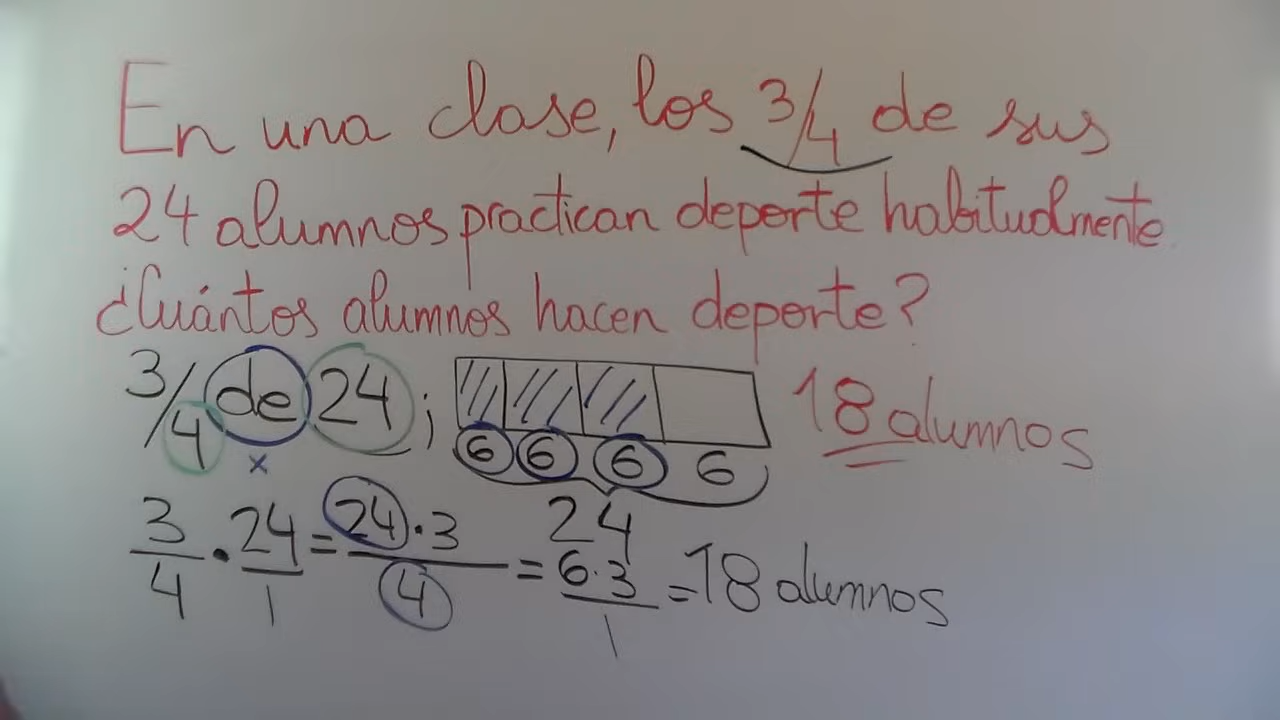 En una clase, los 3/4 de sus
24 alumnos practican deporte habitualmente
¿Cuántos alumnos hacen deporte?
3/4 de 24 ; 18 alumnos
x
6 6 6 6
24
3/4 · 24/1 = 24·3/4 = 6·3/1 = 18 alumnos